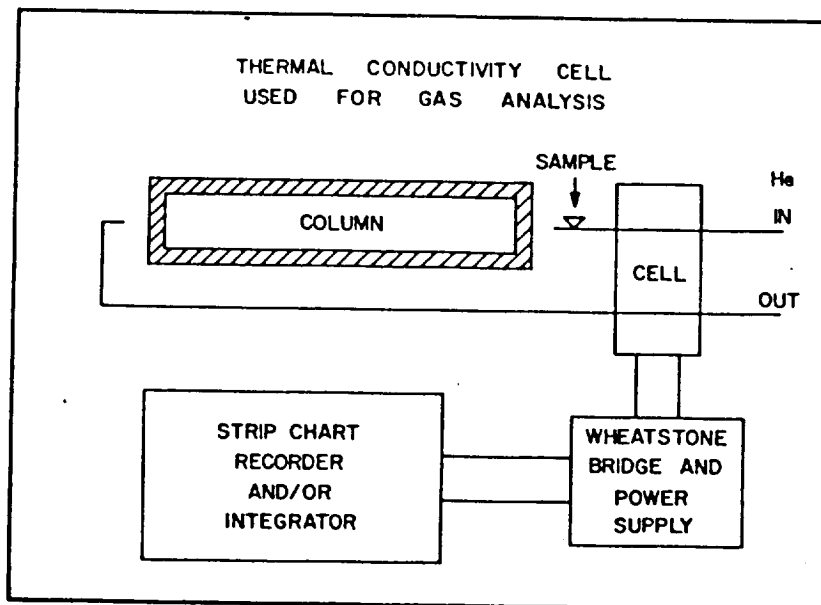 THERMAL CONDUCTIVITY CELL
USED FOR GAS ANALYSIS
SAMPLE
He
IN
COLUMN
CELL
OUT
STRIP CHART
RECORDER
AND/OR
INTEGRATOR
WHEATSTONE
BRIDGE AND
POWER
SUPPLY